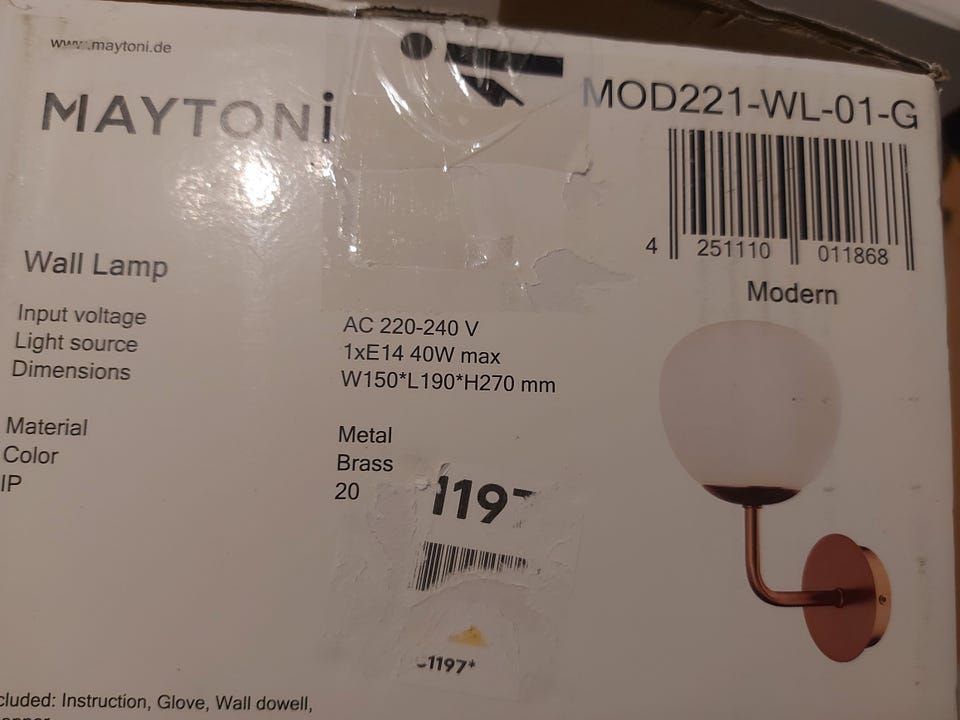 www.maytoni.de
MAYTONi
MOD221-WL-01-G
4 251110 011868
Modern
Wall Lamp
Input voltage AC 220-240 V
Light source 1xE14 40W max
Dimensions W150*L190*H270 mm
Material Metal
Color Brass
IP 20
1197
-1197*
Instruction, Glove, Wall dowell,